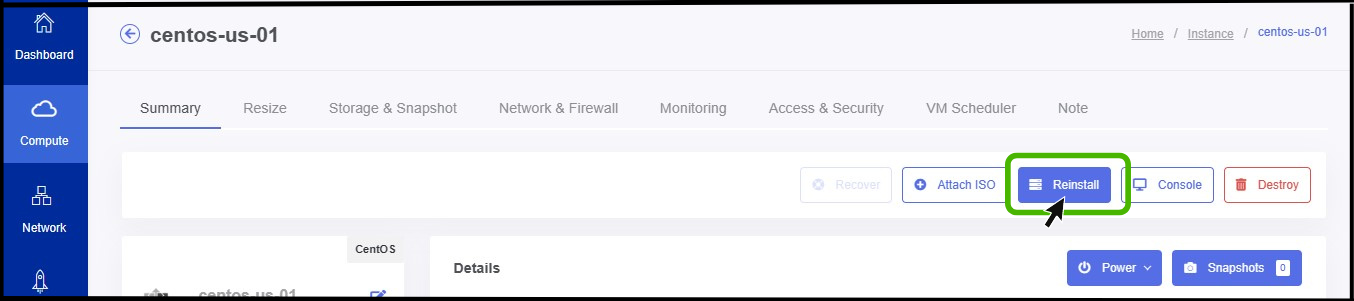 Dashboard
Compute
Network
centos-us-01
Home / Instance / centos-us-01
Summary Resize Storage & Snapshot Network & Firewall Monitoring Access & Security VM Scheduler Note
Recover Attach ISO Reinstall Console Destroy
CentOS
centos-us-01
Details
Power Snapshots 0